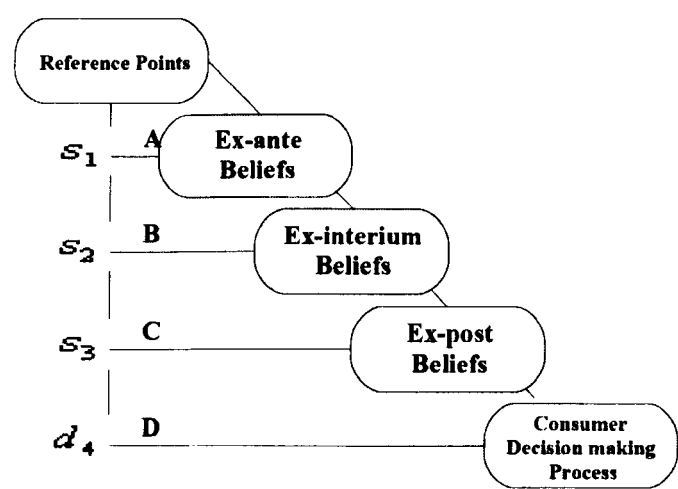 Reference Points
s1 A Ex-ante
Beliefs
s2 B Ex-interium
Beliefs
s3 C Ex-post
Beliefs
d4 D Consumer
Decision making
Process